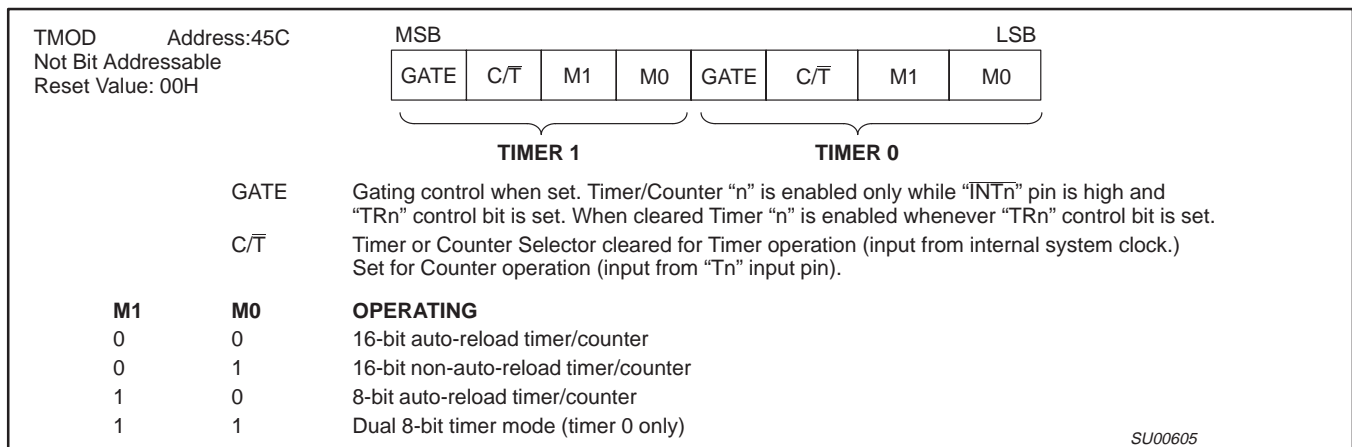 TMOD Address:45C
Not Bit Addressable
Reset Value: 00H
MSB LSB
GATE C/T̅ M1 M0 GATE C/T̅ M1 M0
TIMER 1 TIMER 0
GATE Gating control when set. Timer/Counter “n” is enabled only while “I̅N̅T̅n̅” pin is high and
“TRn” control bit is set. When cleared Timer “n” is enabled whenever “TRn” control bit is set.
C/T̅ Timer or Counter Selector cleared for Timer operation (input from internal system clock.)
Set for Counter operation (input from “Tn” input pin).
M1 M0 OPERATING
0 0 16-bit auto-reload timer/counter
0 1 16-bit non-auto-reload timer/counter
1 0 8-bit auto-reload timer/counter
1 1 Dual 8-bit timer mode (timer 0 only)
SU00605